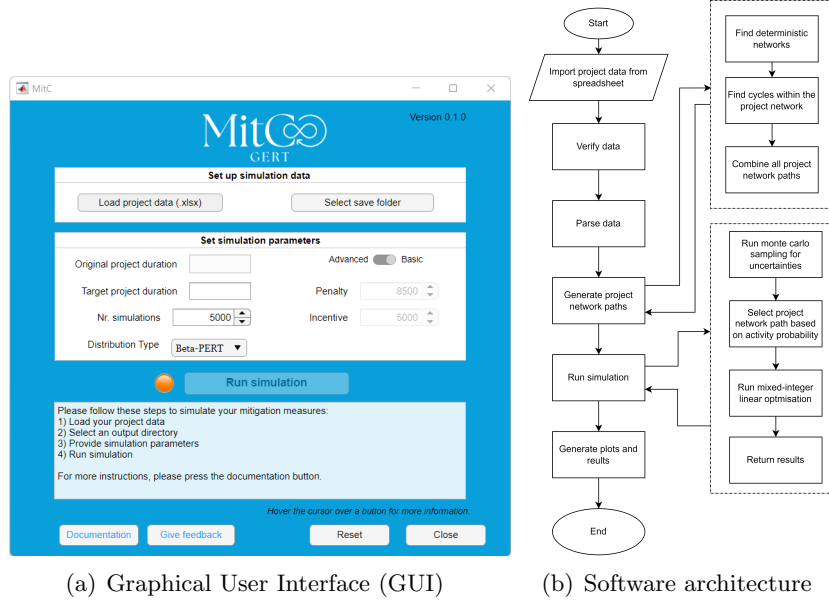 MitC
MitC
GERT
Version 0.1.0
Set up simulation data
Load project data (.xlsx)
Select save folder
Set simulation parameters
Original project duration
Advanced
Basic
Target project duration
Penalty
8500
Nr. simulations
5000
Incentive
5000
Distribution Type
Beta-PERT
Run simulation
Please follow these steps to simulate your mitigation measures:
1) Load your project data
2) Select an output directory
3) Provide simulation parameters
4) Run simulation
For more instructions, please press the documentation button.
Hover the cursor over a button for more information.
Documentation
Give feedback
Reset
Close
(a) Graphical User Interface (GUI)
Start
Import project data from
spreadsheet
Verify data
Parse data
Generate project
network paths
Run simulation
Generate plots and
reults
End
Find deterministic
networks
Find cycles within the
project network
Combine all project
network paths
Run monte carlo
sampling for
uncertainties
Select project
network path based
on activity probability
Run mixed-integer
linear optmisation
Return results
(b) Software architecture